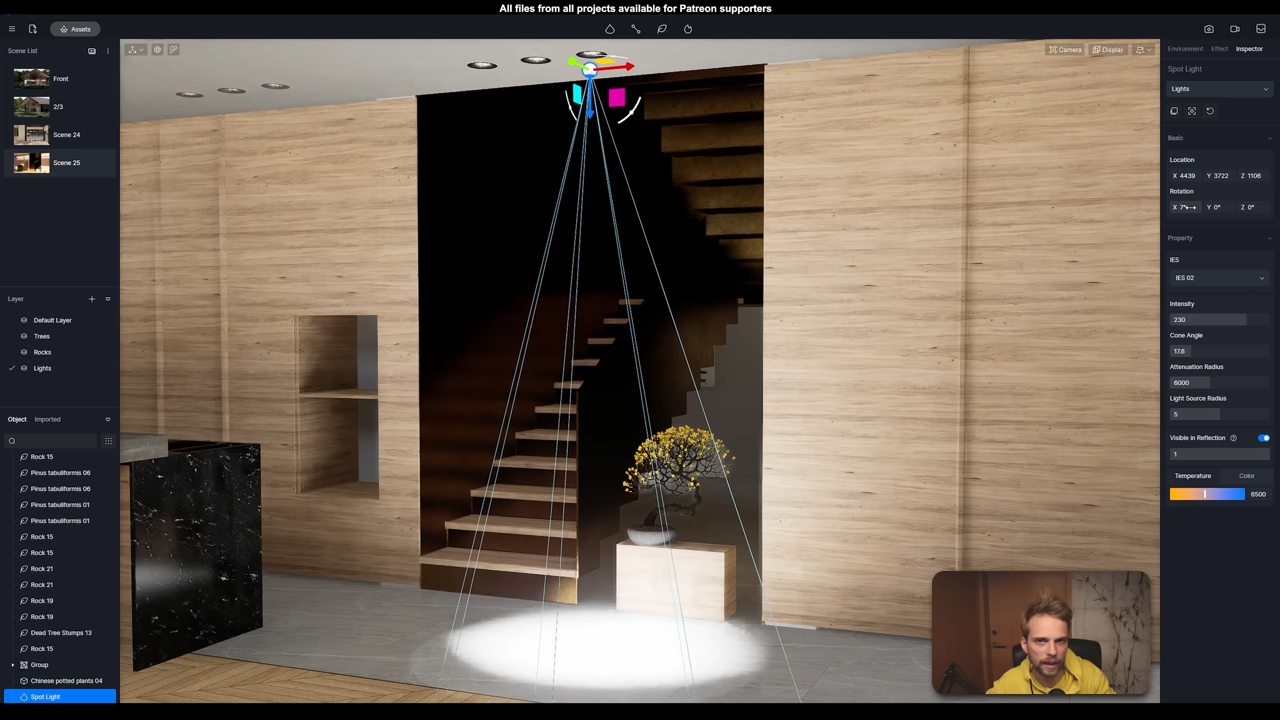 All files from all projects available for Patreon supporters
Assets
Scene List
Front
2/3
Scene 24
Scene 25
Layer
Default Layer
Trees
Rocks
Lights
Object Imported
Rock 15
Pinus tabuliformis 06
Pinus tabuliformis 06
Pinus tabuliformis 01
Pinus tabuliformis 01
Rock 15
Rock 15
Rock 21
Rock 21
Rock 19
Rock 19
Dead Tree Stumps 13
Rock 15
Group
Chinese potted plants 04
Spot Light
Camera
Display
Environment Effect Inspector
Spot Light
Lights
Basic
Location
X 4439 Y 3722 Z 1106
Rotation
X 7° Y 0° Z 0°
Property
IES
IES 02
Intensity
230
Cone Angle
17.6
Attenuation Radius
6000
Light Source Radius
5
Visible in Reflection
1
Temperature Color
6500